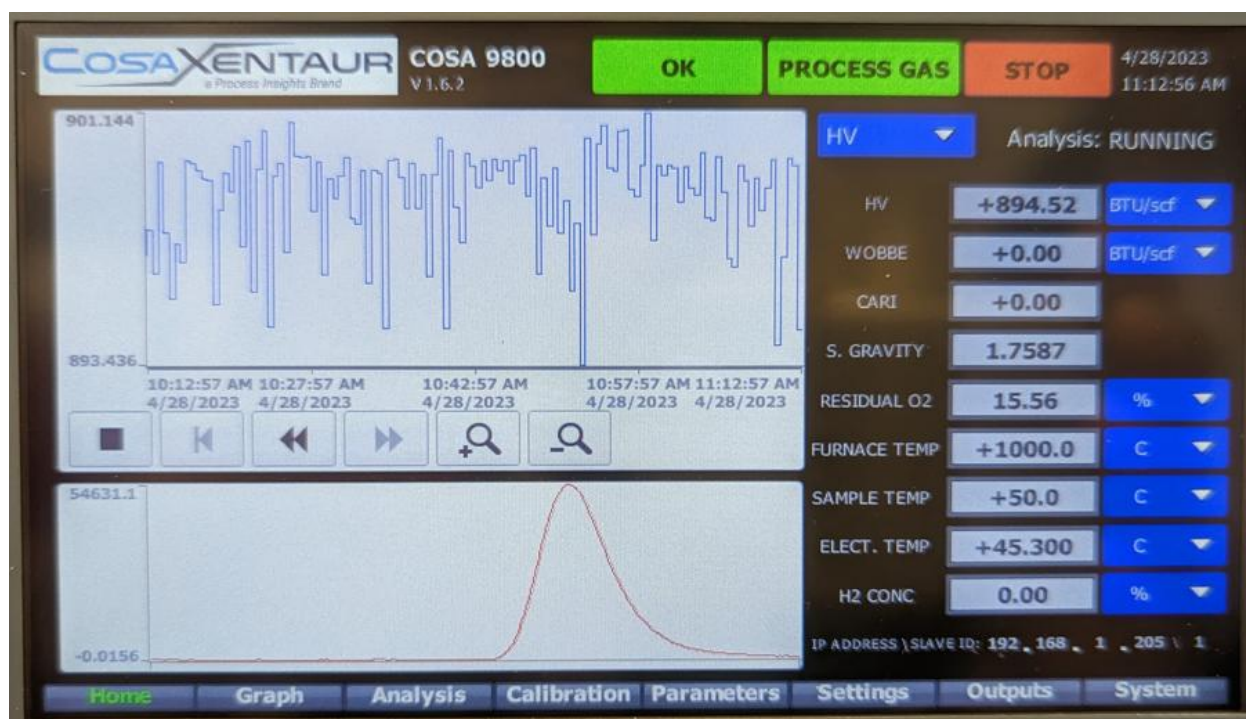 COSAXENTAUR
a Process Insights Brand
COSA 9800
V 1.6.2
OK
PROCESS GAS
STOP
4/28/2023
11:12:56 AM
901.144
893.436
10:12:57 AM 10:27:57 AM 10:42:57 AM 10:57:57 AM 11:12:57 AM
4/28/2023 4/28/2023 4/28/2023 4/28/2023 4/28/2023
54631.1
-0.0156
HV
Analysis: RUNNING
HV +894.52 BTU/scf
WOBBE +0.00 BTU/scf
CARI +0.00
S. GRAVITY 1.7587
RESIDUAL O2 15.56 %
FURNACE TEMP +1000.0 C
SAMPLE TEMP +50.0 C
ELECT. TEMP +45.300 C
H2 CONC 0.00 %
IP ADDRESS \ SLAVE ID: 192 . 168 . 1 . 205 \ 1
Home Graph Analysis Calibration Parameters Settings Outputs System